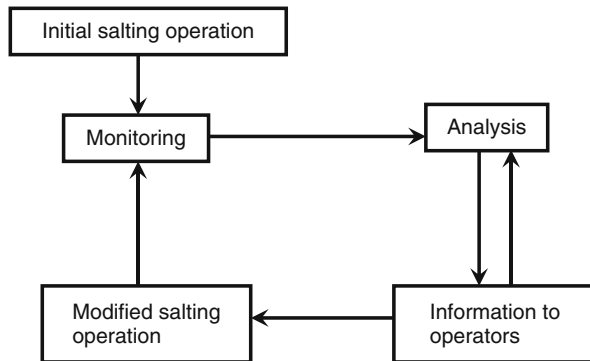 Initial salting operation
Monitoring
Analysis
Modified salting
operation
Information to
operators